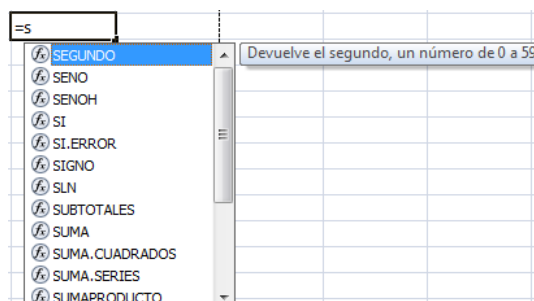 =s
SEGUNDO Devuelve el segundo, un número de 0 a 59
SENO
SENOH
SI
SI.ERROR
SIGNO
SLN
SUBTOTALES
SUMA
SUMA.CUADRADOS
SUMA.SERIES
SUMAPRODUCTO